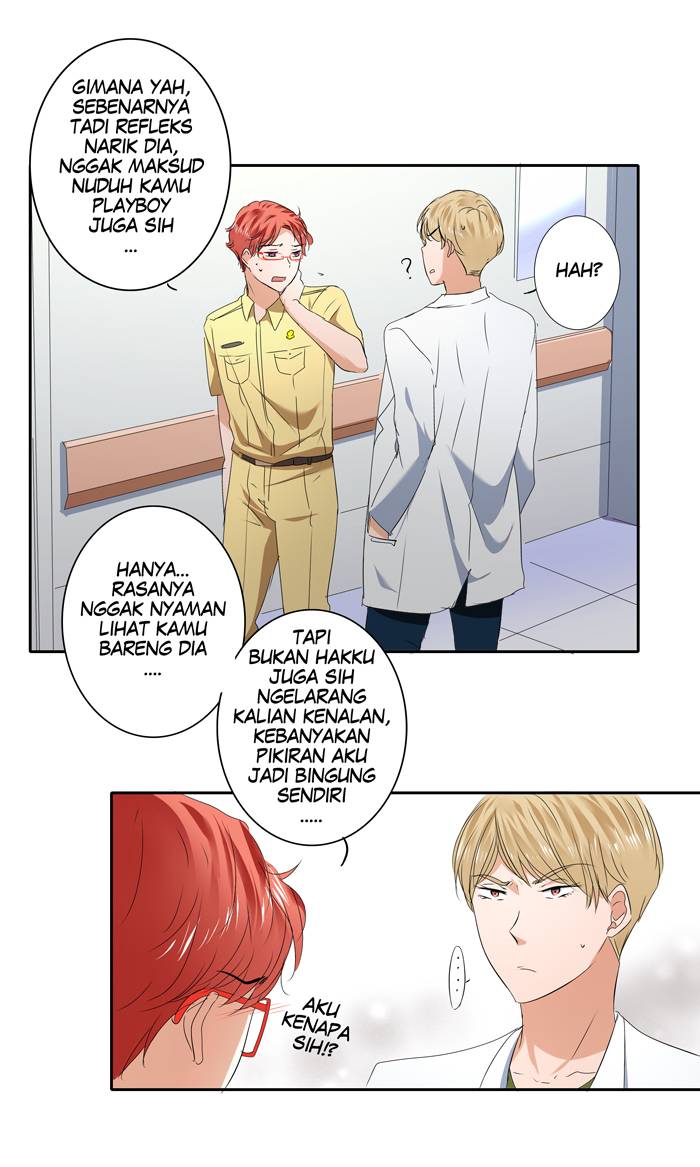 GIMANA YAH,
SEBENARNYA
TADI REFLEKS
NARIK DIA,
NGGAK MAKSUD
NUDUH KAMU
PLAYBOY
JUGA SIH
...
?
HAH?
HANYA...
RASANYA
NGGAK NYAMAN
LIHAT KAMU
BARENG DIA
....
TAPI
BUKAN HAKKU
JUGA SIH
NGELARANG
KALIAN KENALAN,
KEBANYAKAN
PIKIRAN AKU
JADI BINGUNG
SENDIRI
.....
....
AKU
KENAPA
SIH!?